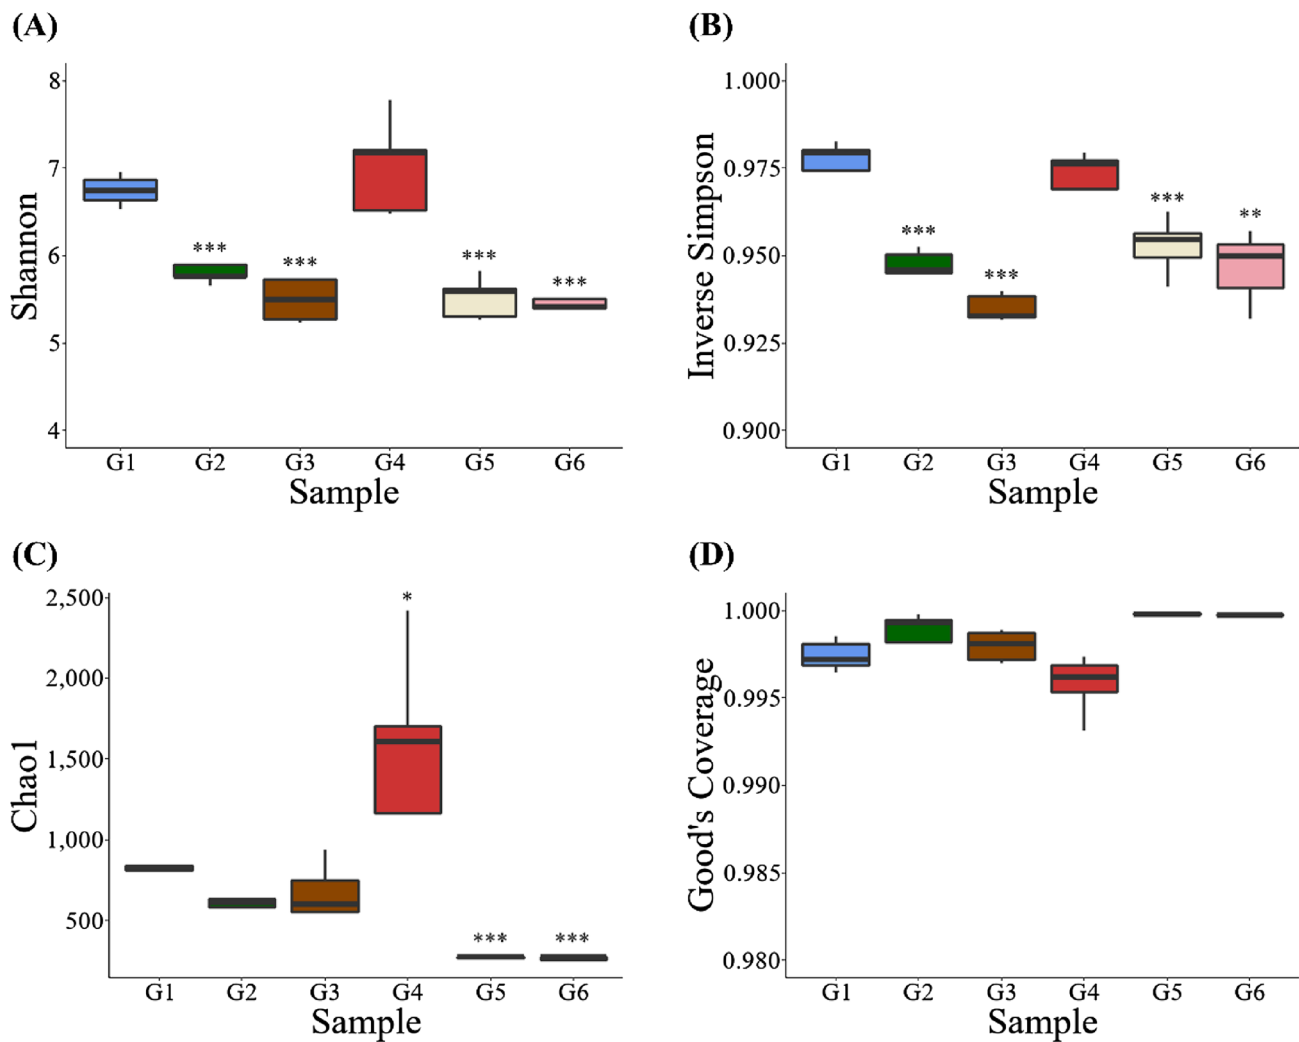 (A)
Shannon
8
7
6
5
4
***
***
***
***
G1 G2 G3 G4 G5 G6
Sample
(B)
Inverse Simpson
1.000
0.975
0.950
0.925
0.900
***
***
***
**
G1 G2 G3 G4 G5 G6
Sample
(C)
Chao1
2,500
2,000
1,500
1,000
500
*
***
***
G1 G2 G3 G4 G5 G6
Sample
(D)
Good's Coverage
1.000
0.995
0.990
0.985
0.980
G1 G2 G3 G4 G5 G6
Sample